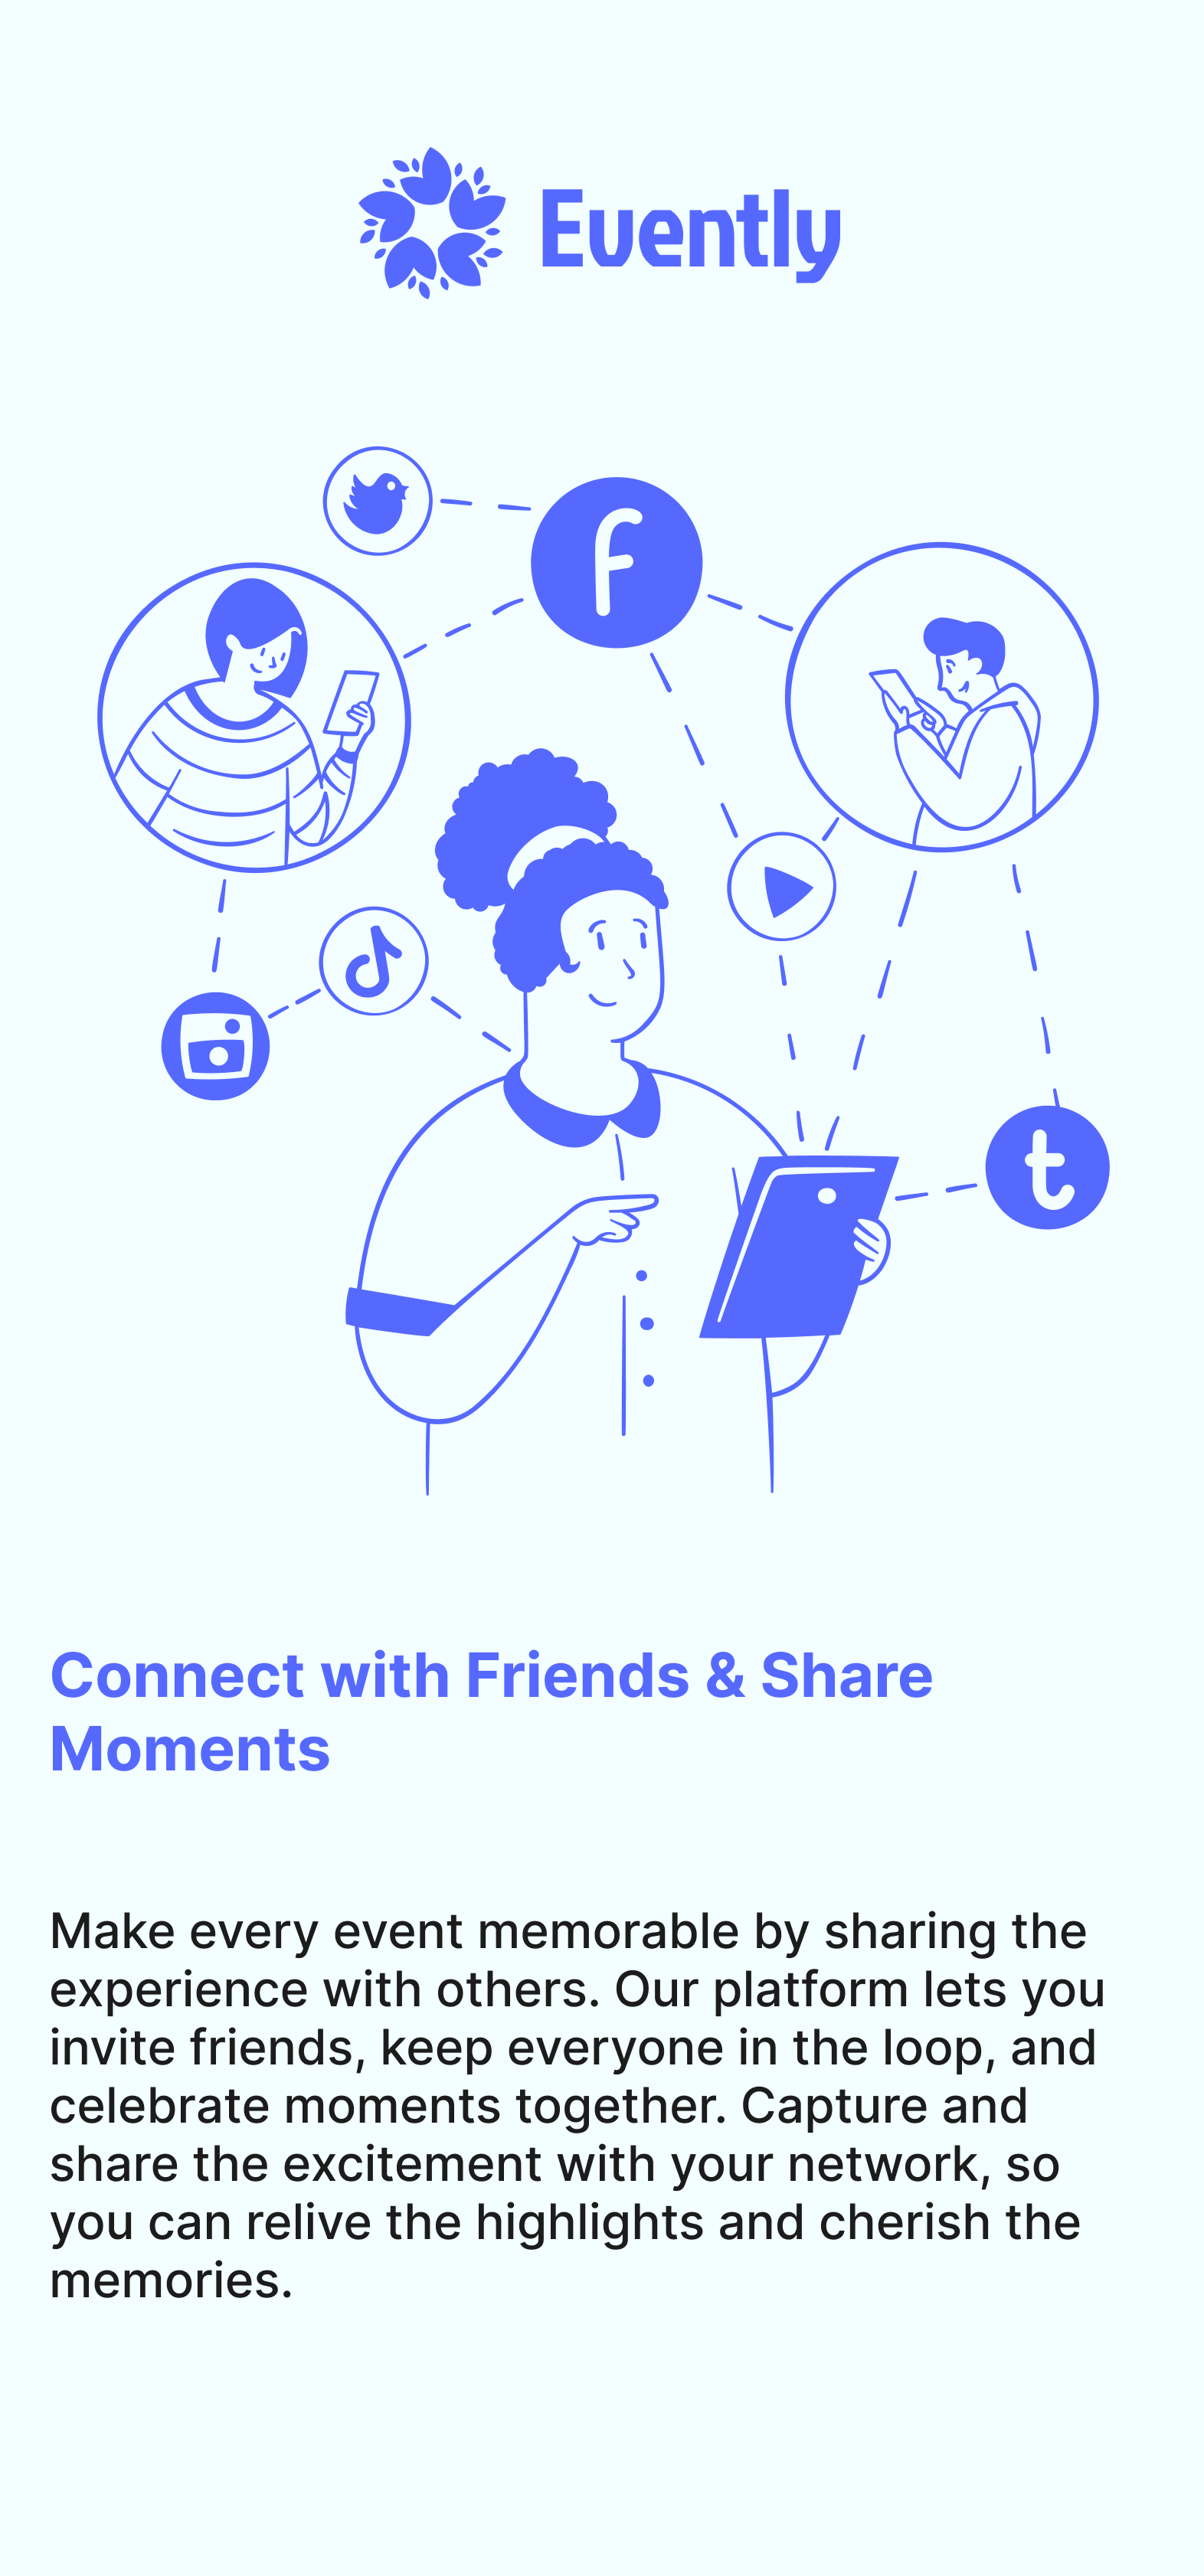 Evently
f
t
Connect with Friends & Share
Moments
Make every event memorable by sharing the
experience with others. Our platform lets you
invite friends, keep everyone in the loop, and
celebrate moments together. Capture and
share the excitement with your network, so
you can relive the highlights and cherish the
memories.